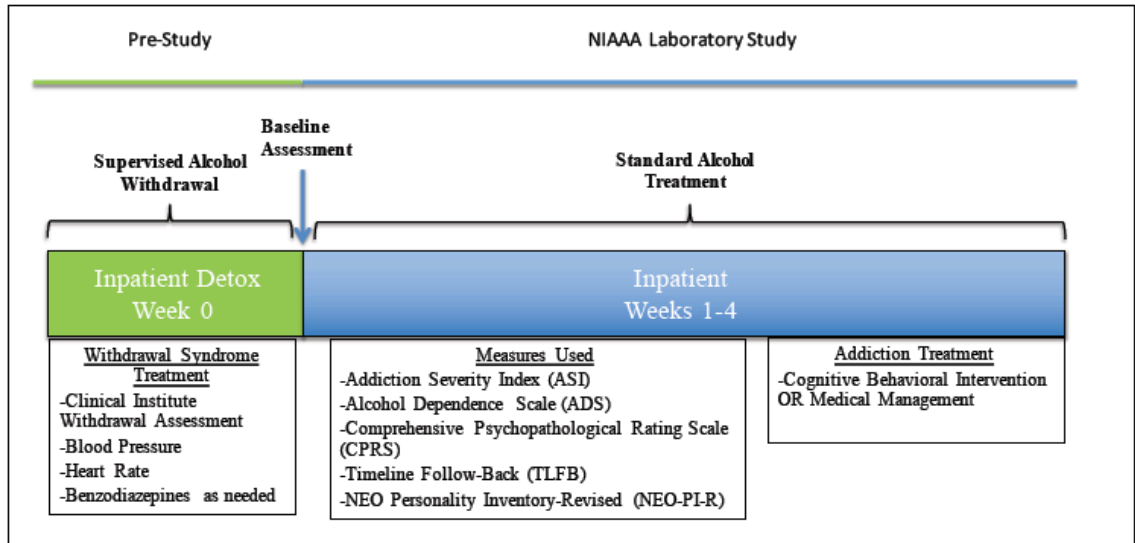 Pre-Study
NIAAA Laboratory Study
Baseline
Assessment
Supervised Alcohol
Withdrawal
Standard Alcohol
Treatment
Inpatient Detox
Week 0
Inpatient
Weeks 1-4
Withdrawal Syndrome
Treatment
-Clinical Institute
Withdrawal Assessment
-Blood Pressure
-Heart Rate
-Benzodiazepines as needed
Measures Used
-Addiction Severity Index (ASI)
-Alcohol Dependence Scale (ADS)
-Comprehensive Psychopathological Rating Scale
(CPRS)
-Timeline Follow-Back (TLFB)
-NEO Personality Inventory-Revised (NEO-PI-R)
Addiction Treatment
-Cognitive Behavioral Intervention
OR Medical Management